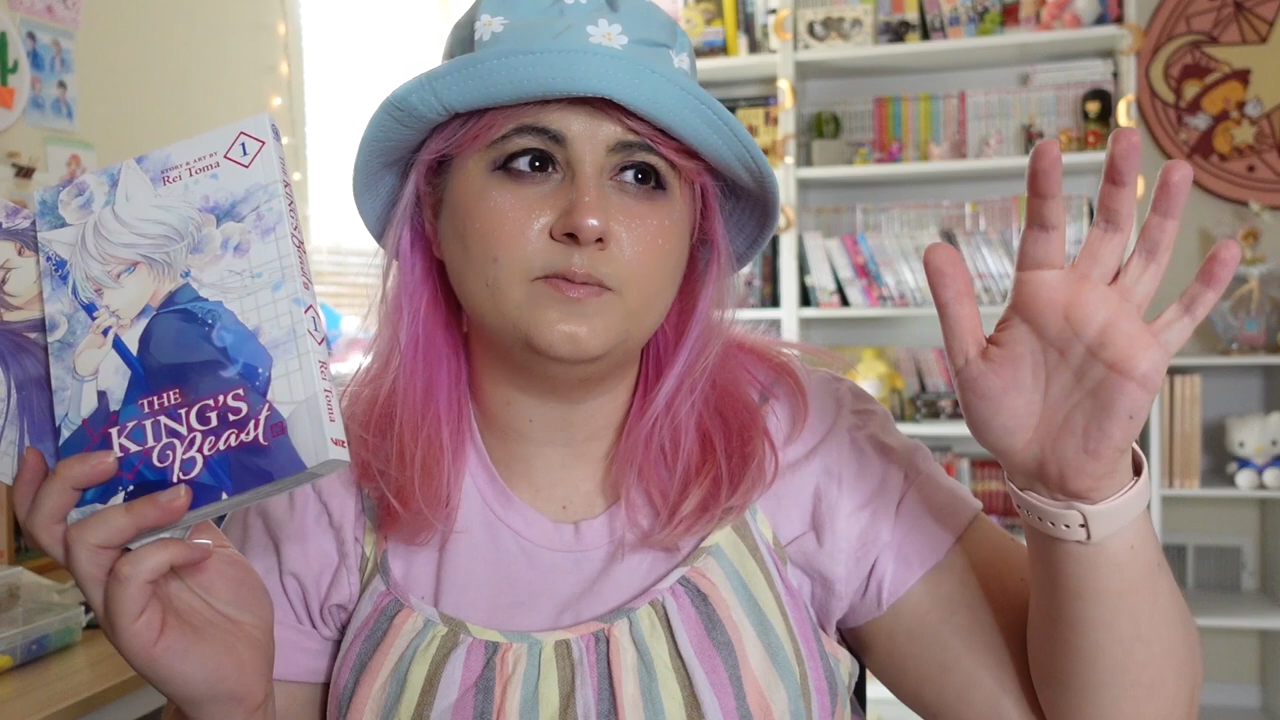 STORY & ART BY
Rei Toma
1
THE
KING'S
Beast
THE KING'S Beast
1
Rei Toma
VIZ